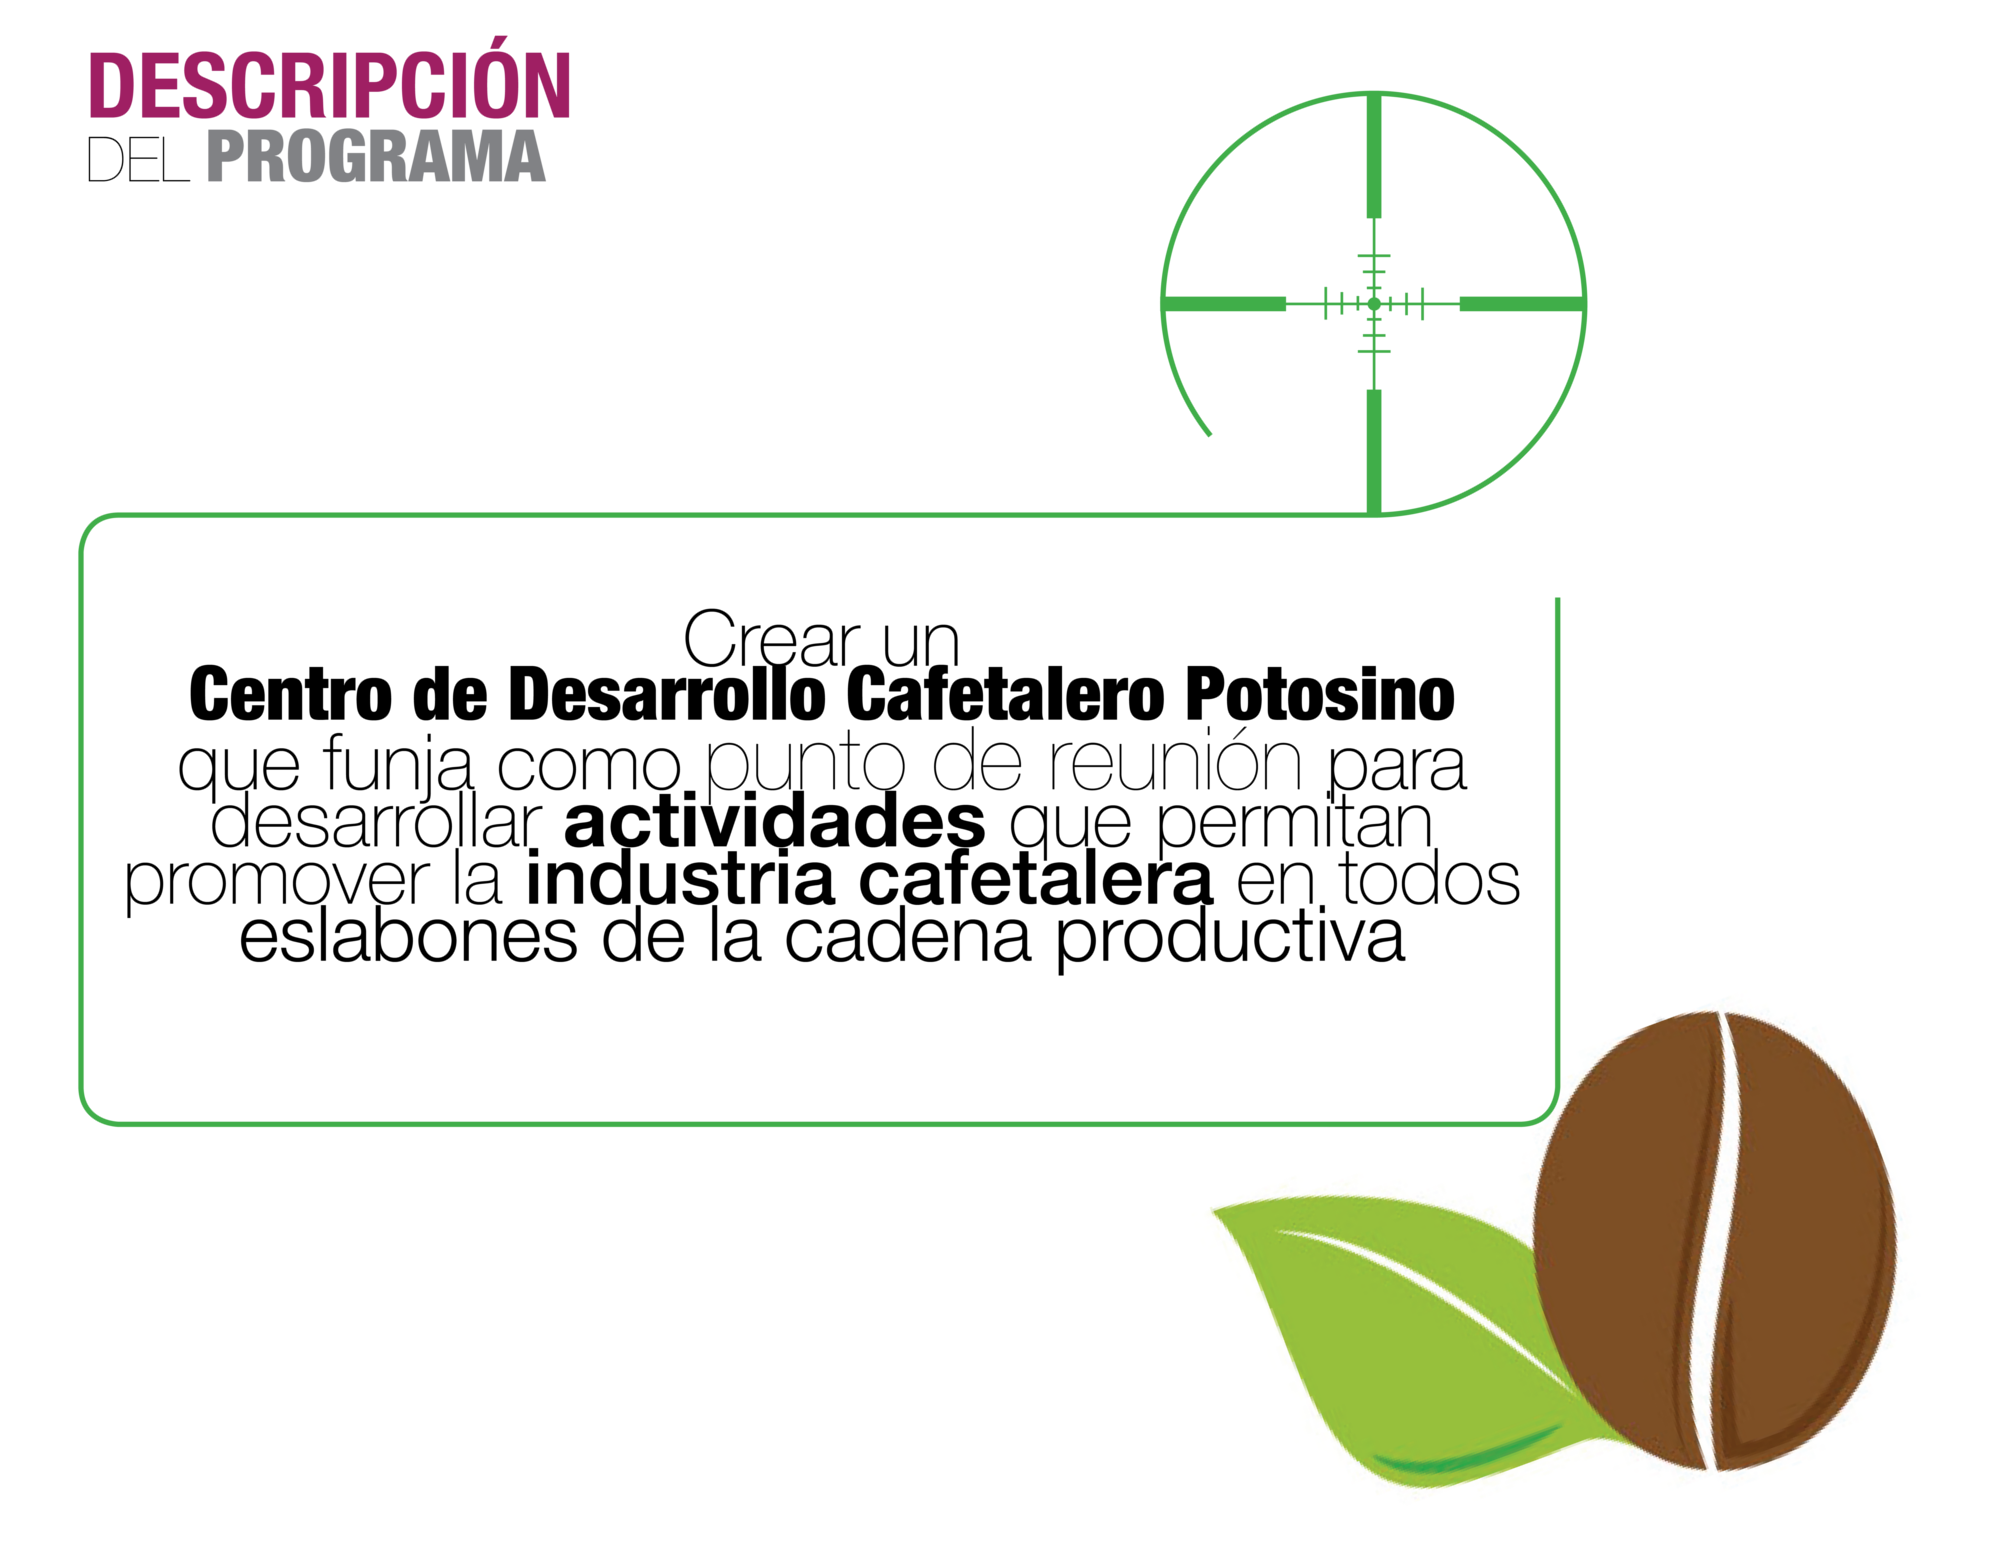 DESCRIPCIÓN
DEL PROGRAMA
Crear un
Centro de Desarrollo Cafetalero Potosino
que funja como punto de reunión para
desarrollar actividades que permitan
promover la industria cafetalera en todos
eslabones de la cadena productiva